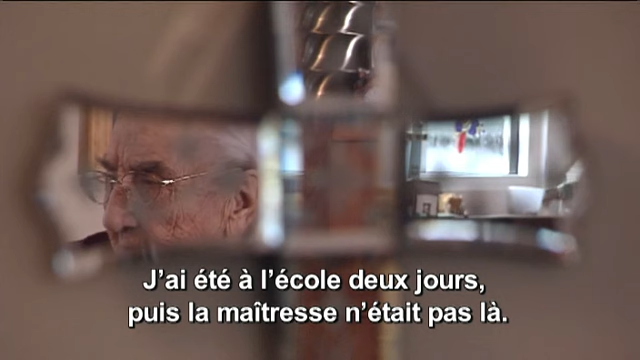 J’ai été à l’école deux jours,
puis la maîtresse n’était pas là.